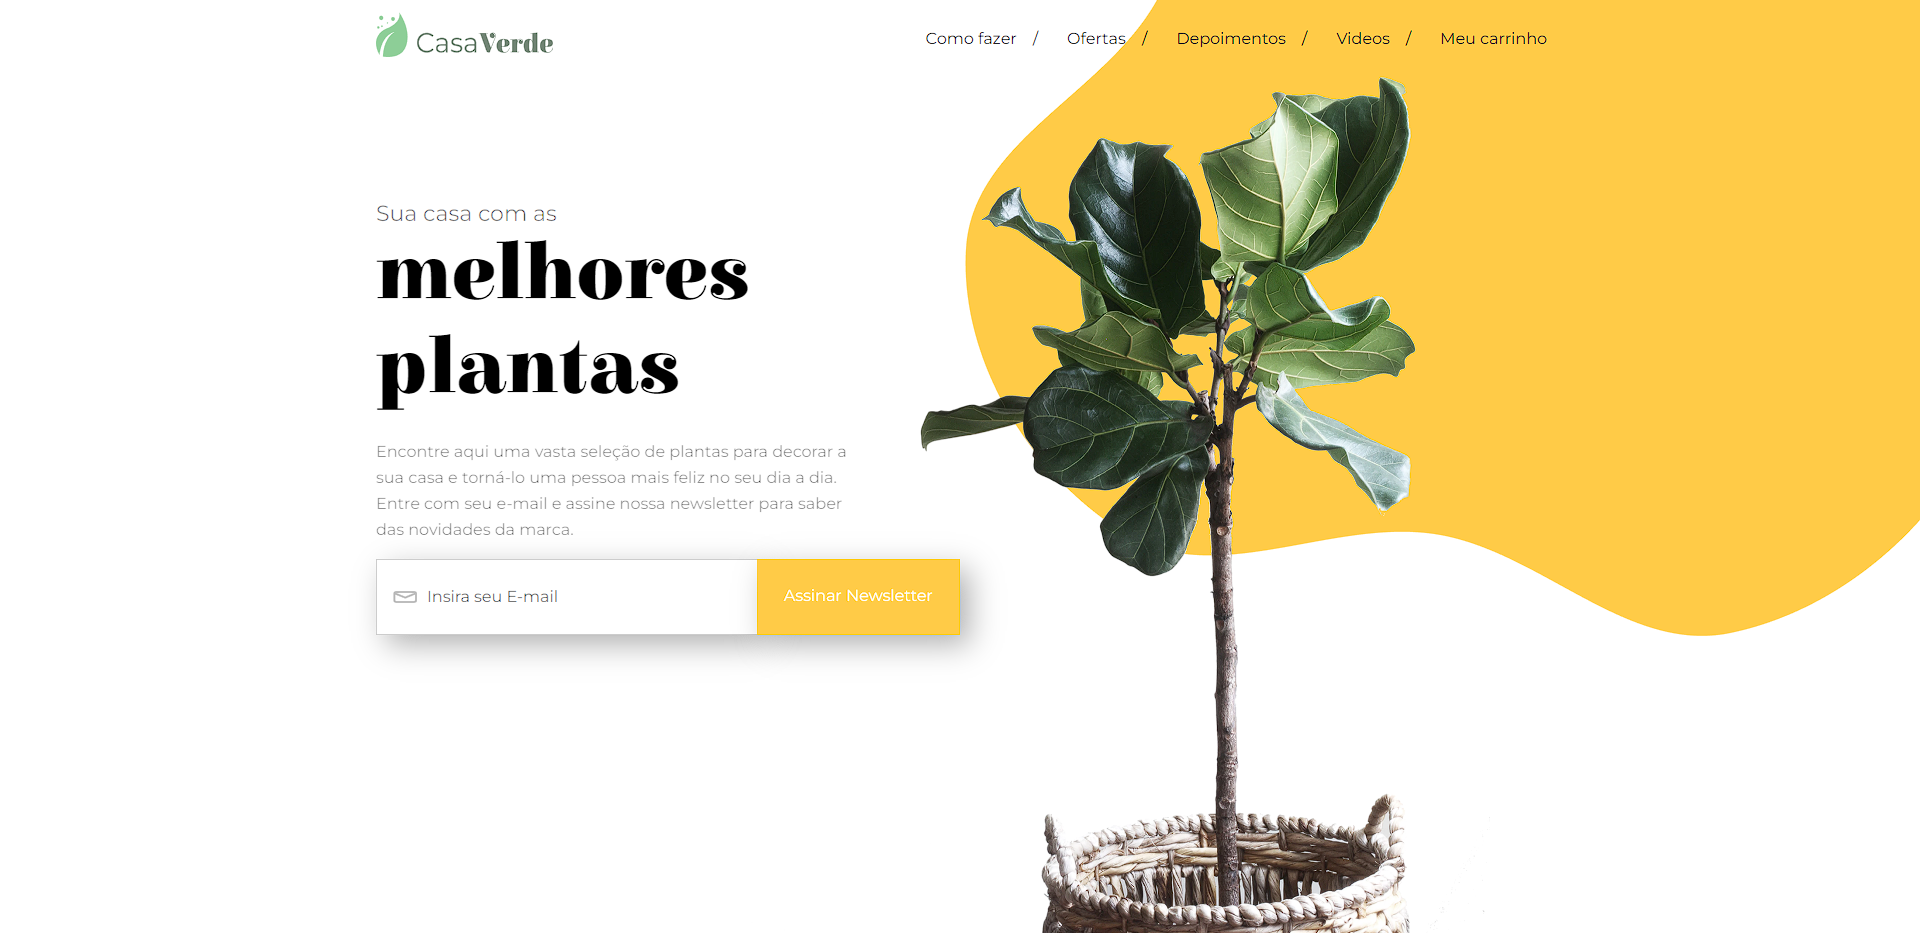 CasaVerde
Como fazer / Ofertas / Depoimentos / Videos / Meu carrinho
Sua casa com as
melhores
plantas
Encontre aqui uma vasta seleção de plantas para decorar a
sua casa e torná-lo uma pessoa mais feliz no seu dia a dia.
Entre com seu e-mail e assine nossa newsletter para saber
das novidades da marca.
Insira seu E-mail
Assinar Newsletter